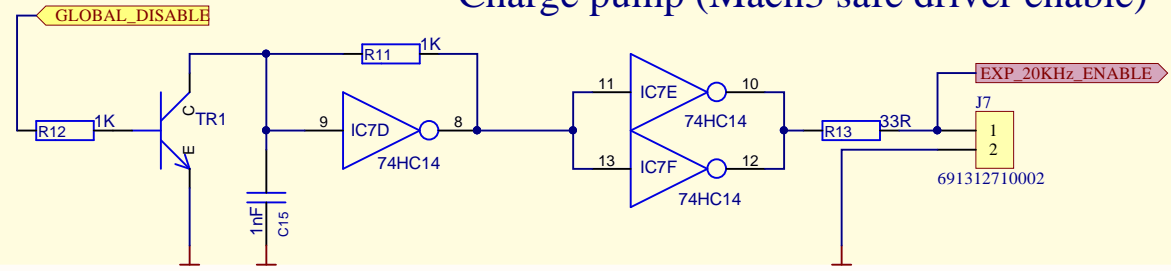 Charge pump (Mach3 safe driver enable)
GLOBAL_DISABLE
R11
1K
11
IC7E
10
74HC14
EXP_20KHz_ENABLE
J7
R12
1K
C
TR1
E
9
IC7D
8
74HC14
R13
33R
1
2
691312710002
13
IC7F
12
74HC14
1nF
C15